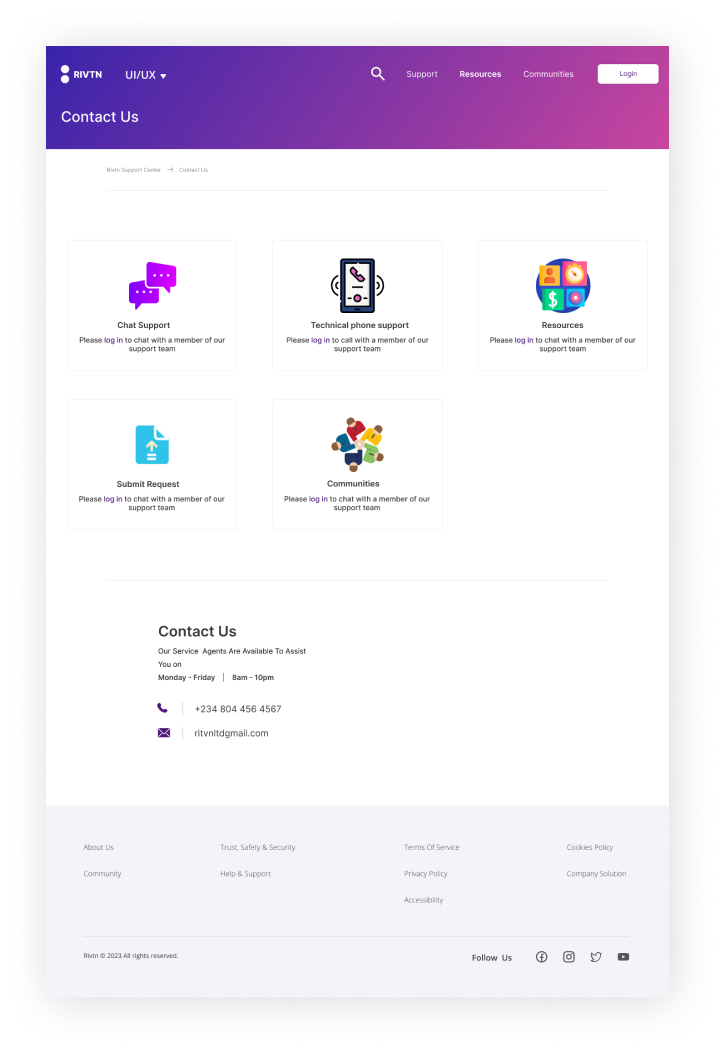 RIVTN
UI/UX
Support
Resources
Communities
Login
Contact Us
Rivtn Support Center
Contact Us
Chat Support
Please log in to chat with a member of our
support team
Technical phone support
Please log in to call with a member of our
support team
Resources
Please log in to chat with a member of our
support team
Submit Request
Please log in to chat with a member of our
support team
Communities
Please log in to chat with a member of our
support team
Contact Us
Our Service Agents Are Available To Assist
You on
Monday - Friday | 8am - 10pm
+234 804 456 4567
ritvnltdgmail.com
About Us
Trust, Safety & Security
Terms Of Service
Cookies Policy
Community
Help & Support
Privacy Policy
Company Solution
Accessibility
Rivtn © 2023 All rights reserved.
Follow Us